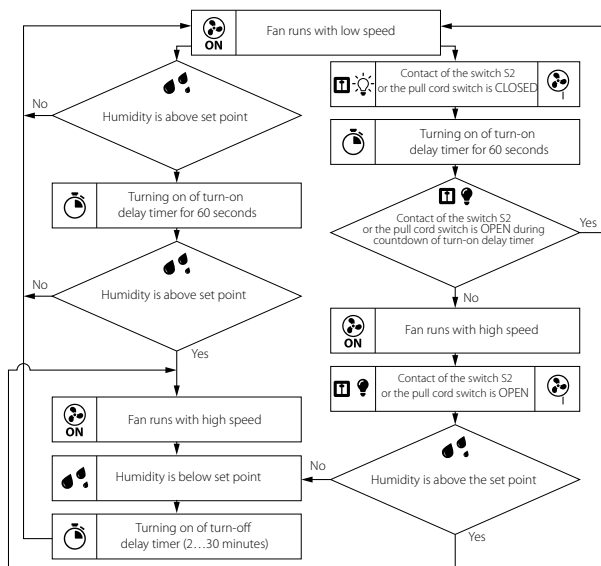 ON
Fan runs with low speed
Humidity is above set point
No
Turning on of turn-on
delay timer for 60 seconds
Humidity is above set point
No
Yes
ON
Fan runs with high speed
Humidity is below set point
Turning on of turn-off
delay timer (2...30 minutes)
Contact of the switch S2
or the pull cord switch is CLOSED
Turning on of turn-on
delay timer for 60 seconds
Contact of the switch S2
or the pull cord switch is OPEN during
countdown of turn-on delay timer
Yes
No
ON
Fan runs with high speed
Contact of the switch S2
or the pull cord switch is OPEN
No
Humidity is above the set point
Yes